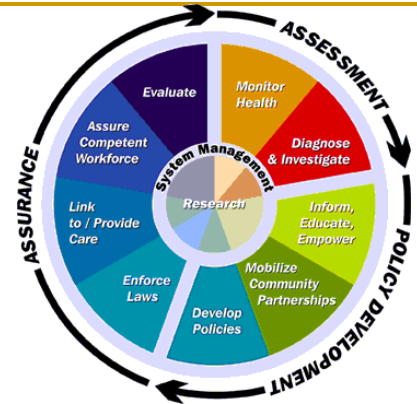 ASSESSMENT
Monitor
Health
Diagnose
& Investigate
POLICY DEVELOPMENT
Inform,
Educate,
Empower
Mobilize
Community
Partnerships
Develop
Policies
ASSURANCE
Enforce
Laws
Link
to / Provide
Care
Assure
Competent
Workforce
Evaluate
System Management
Research